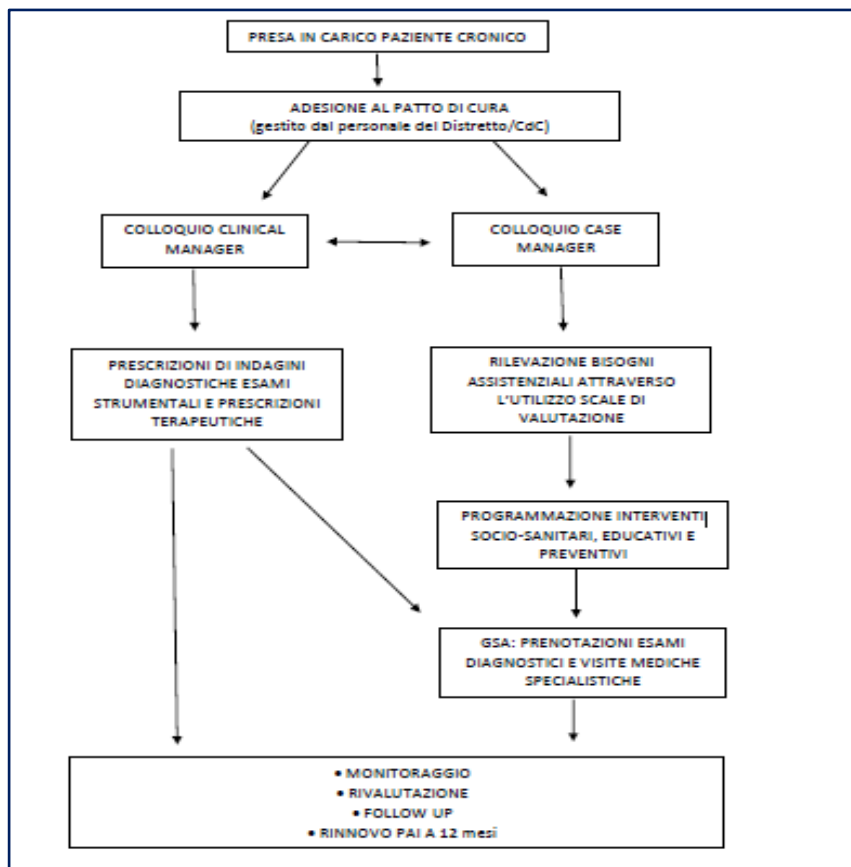 PRESA IN CARICO PAZIENTE CRONICO
ADESIONE AL PATTO DI CURA
(gestito dal personale del Distretto/CdC)
COLLOQUIO CLINICAL
MANAGER
COLLOQUIO CASE
MANAGER
PRESCRIZIONI DI INDAGINI
DIAGNOSTICHE ESAMI
STRUMENTALI E PRESCRIZIONI
TERAPEUTICHE
RILEVAZIONE BISOGNI
ASSISTENZIALI ATTRAVERSO
L'UTILIZZO SCALE DI
VALUTAZIONE
PROGRAMMAZIONE INTERVENTI
SOCIO-SANITARI, EDUCATIVI E
PREVENTIVI
GSA: PRENOTAZIONI ESAMI
DIAGNOSTICI E VISITE MEDICHE
SPECIALISTICHE
• MONITORAGGIO
• RIVALUTAZIONE
• FOLLOW UP
• RINNOVO PAI A 12 mesi